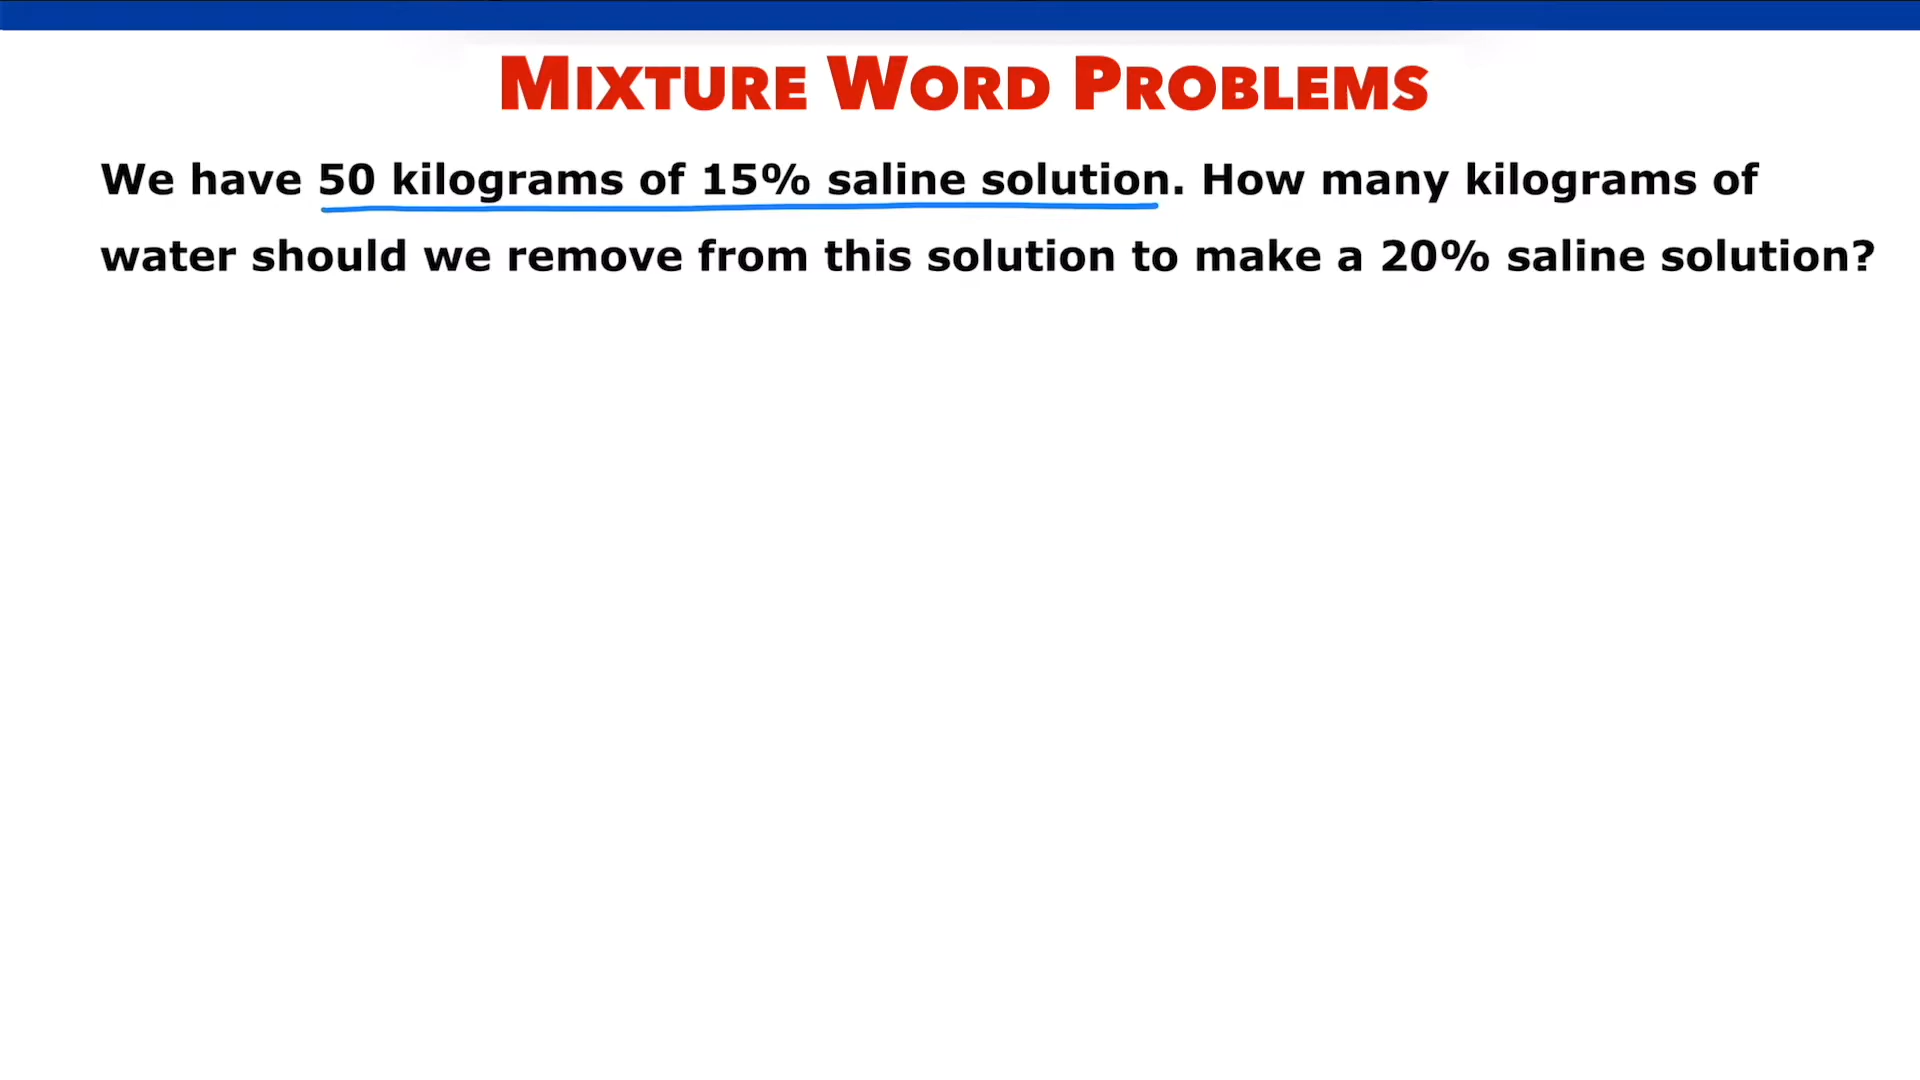 MIXTURE WORD PROBLEMS
We have 50 kilograms of 15% saline solution. How many kilograms of
water should we remove from this solution to make a 20% saline solution?